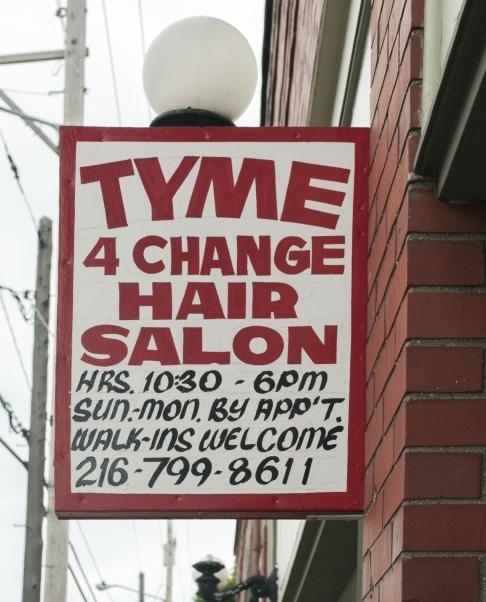 TYME
4 CHANGE
HAIR
SALON
HRS. 10:30 - 6PM
SUN.-MON. BY APP'T.
WALK-INS WELCOME
216-799-8611